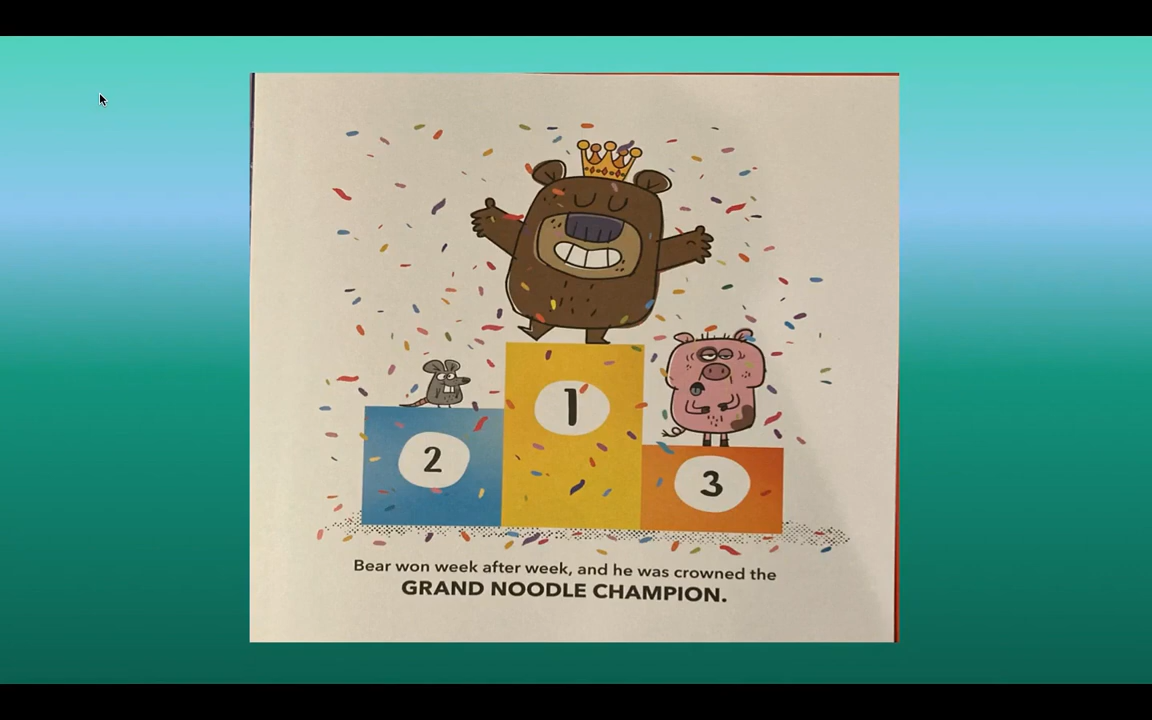 1
2
3
Bear won week after week, and he was crowned the
GRAND NOODLE CHAMPION.